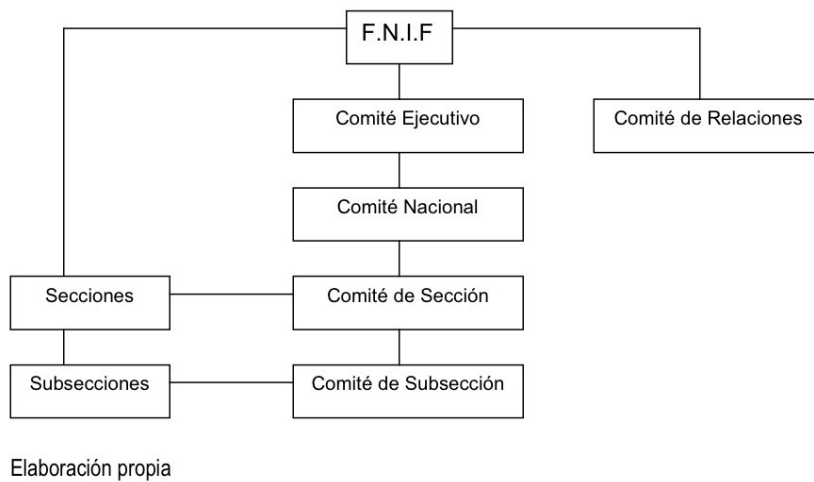 F.N.I.F
Comité Ejecutivo
Comité de Relaciones
Comité Nacional
Secciones
Comité de Sección
Subsecciones
Comité de Subsección
Elaboración propia